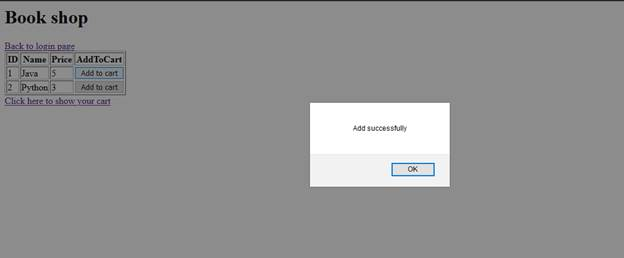 Book shop
Back to login page
ID Name Price AddToCart
1 Java 5 Add to cart
2 Python 3 Add to cart
Click here to show your cart
Add successfully
OK